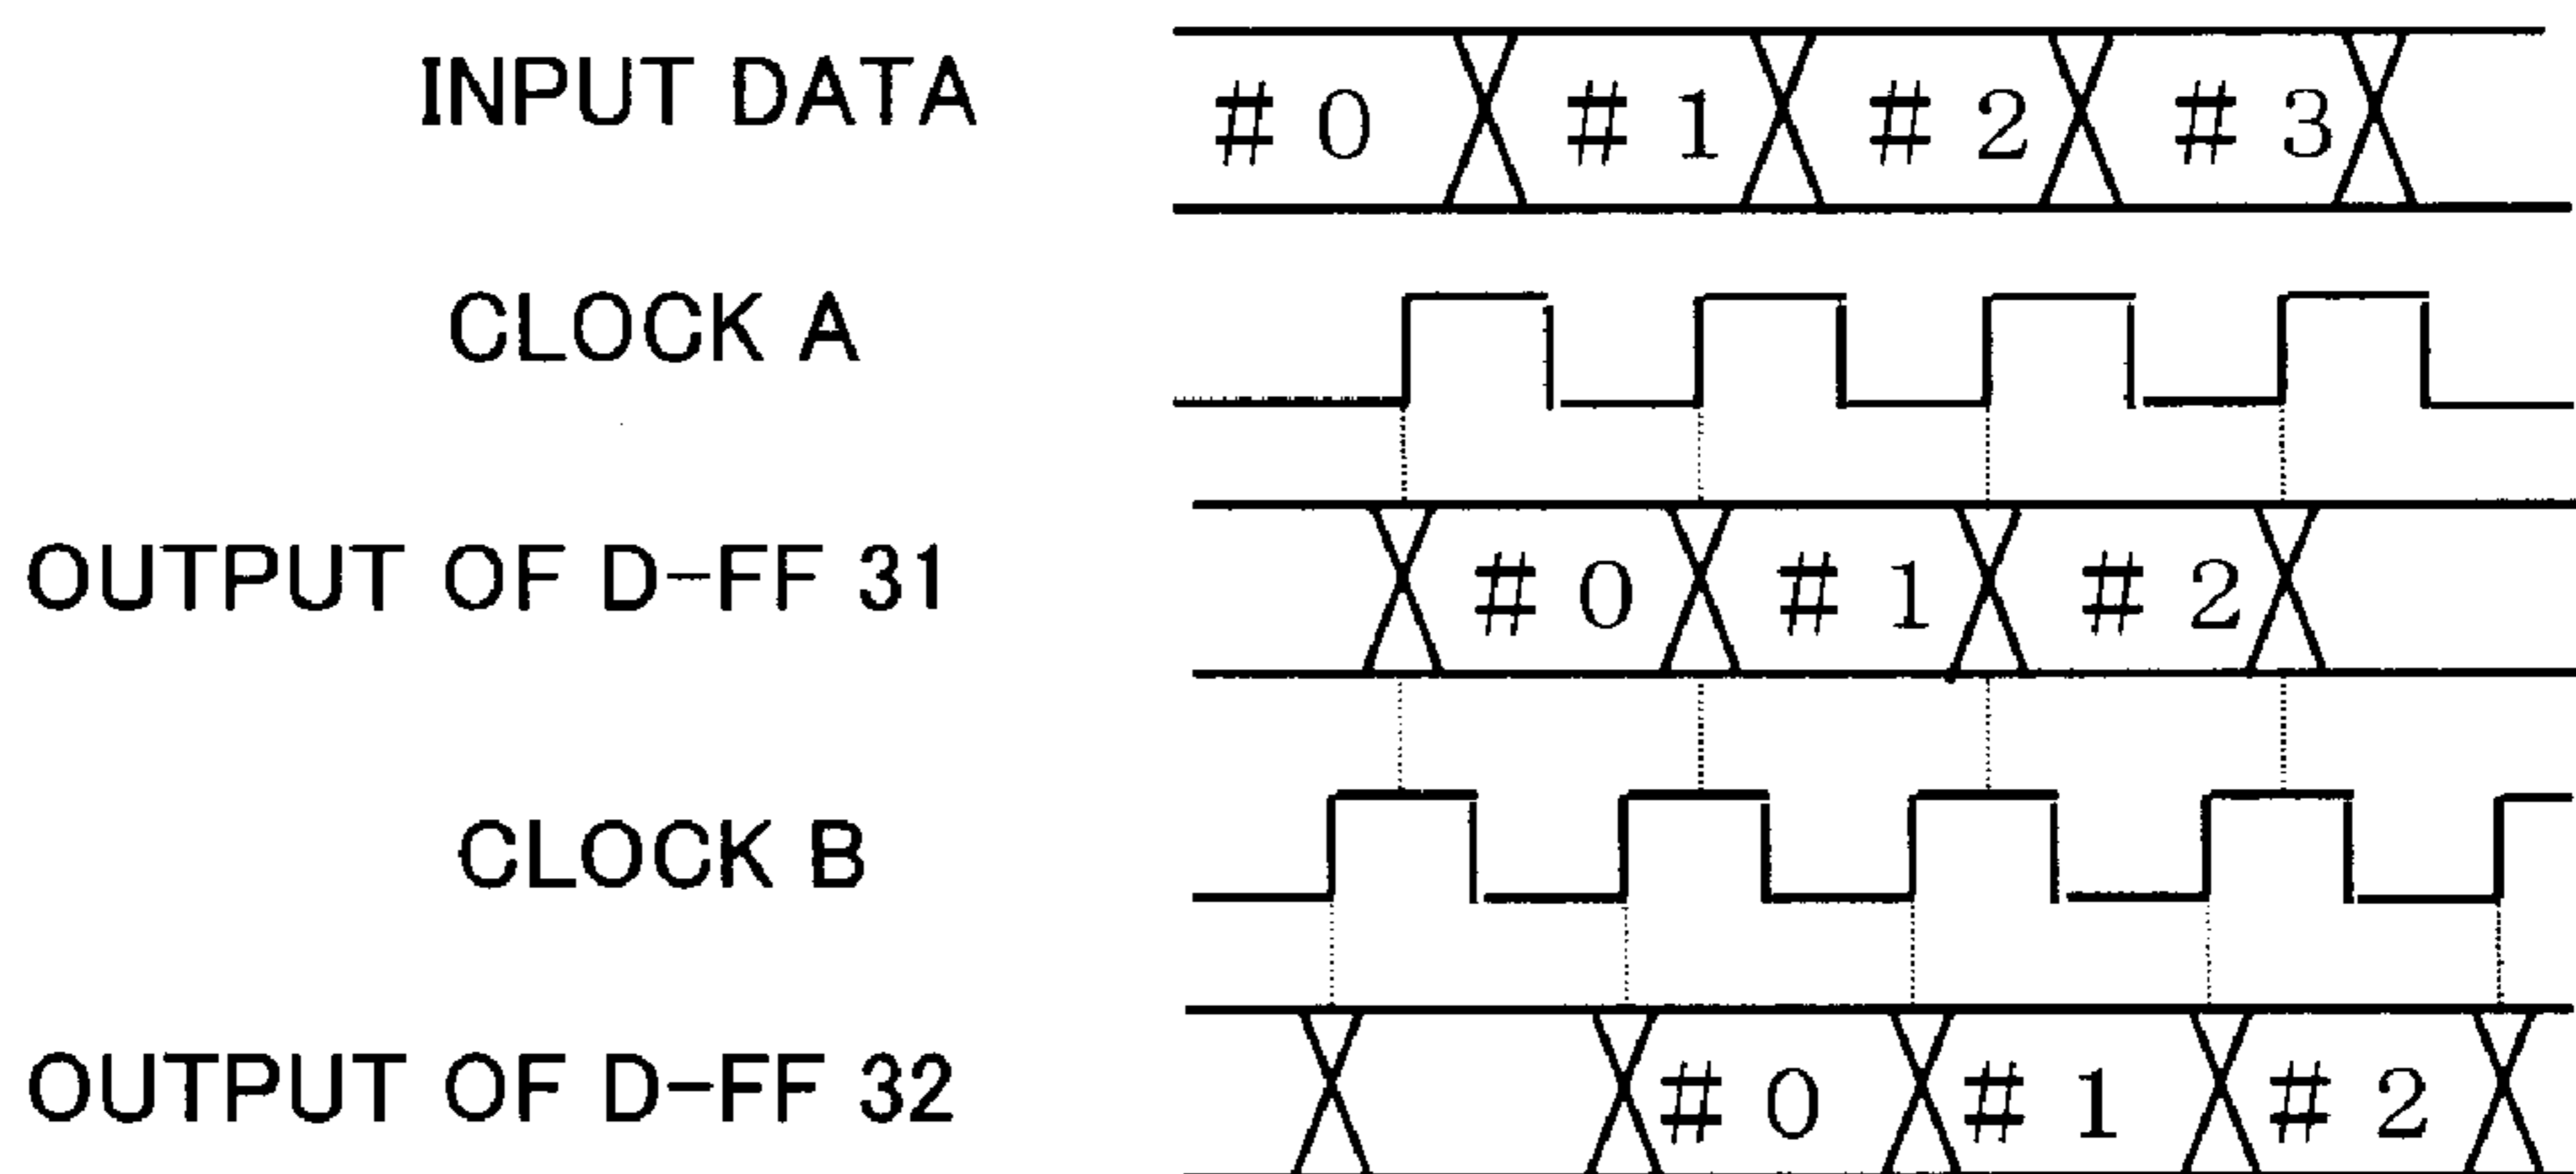 INPUT DATA # 0 # 1 # 2 # 3
CLOCK A
OUTPUT OF D-FF 31 # 0 # 1 # 2
CLOCK B
OUTPUT OF D-FF 32 # 0 # 1 # 2